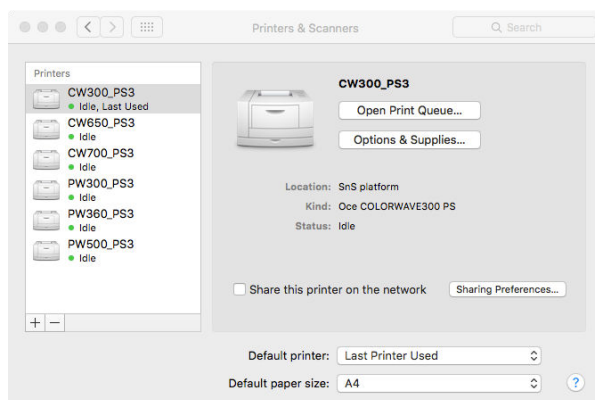 Printers & Scanners
Search
Printers
CW300_PS3
Idle, Last Used
CW650_PS3
Idle
CW700_PS3
Idle
PW300_PS3
Idle
PW360_PS3
Idle
PW500_PS3
Idle
+ −
CW300_PS3
Open Print Queue...
Options & Supplies...
Location: SnS platform
Kind: Oce COLORWAVE300 PS
Status: Idle
Share this printer on the network
Sharing Preferences...
Default printer: Last Printer Used
Default paper size: A4
?